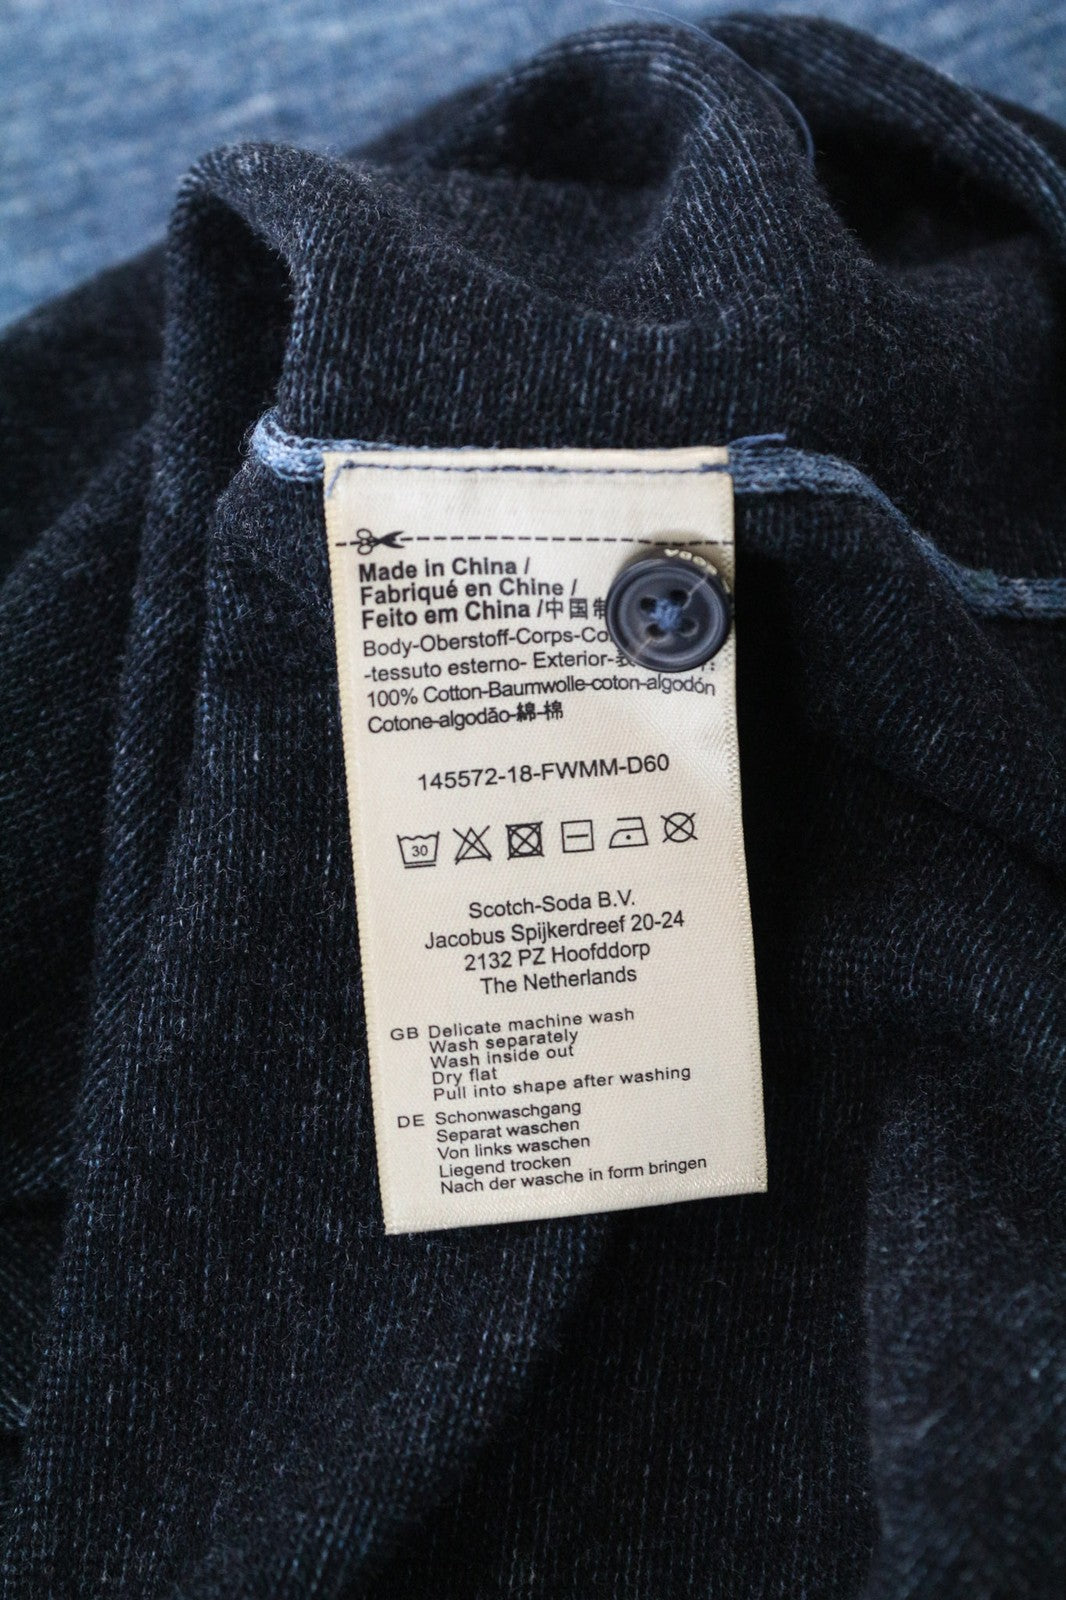 Made in China /
Fabriqué en Chine /
Feito em China /中国制
Body-Oberstoff-Corps-Co
-tessuto esterno- Exterior-表
100% Cotton-Baumwolle-coton-algodón
Cotone-algodão-綿-棉
145572-18-FWMM-D60
30
Scotch-Soda B.V.
Jacobus Spijkerdreef 20-24
2132 PZ Hoofddorp
The Netherlands
GB Delicate machine wash
Wash separately
Wash inside out
Dry flat
Pull into shape after washing
DE Schonwaschgang
Separat waschen
Von links waschen
Liegend trocken
Nach der wasche in form bringen